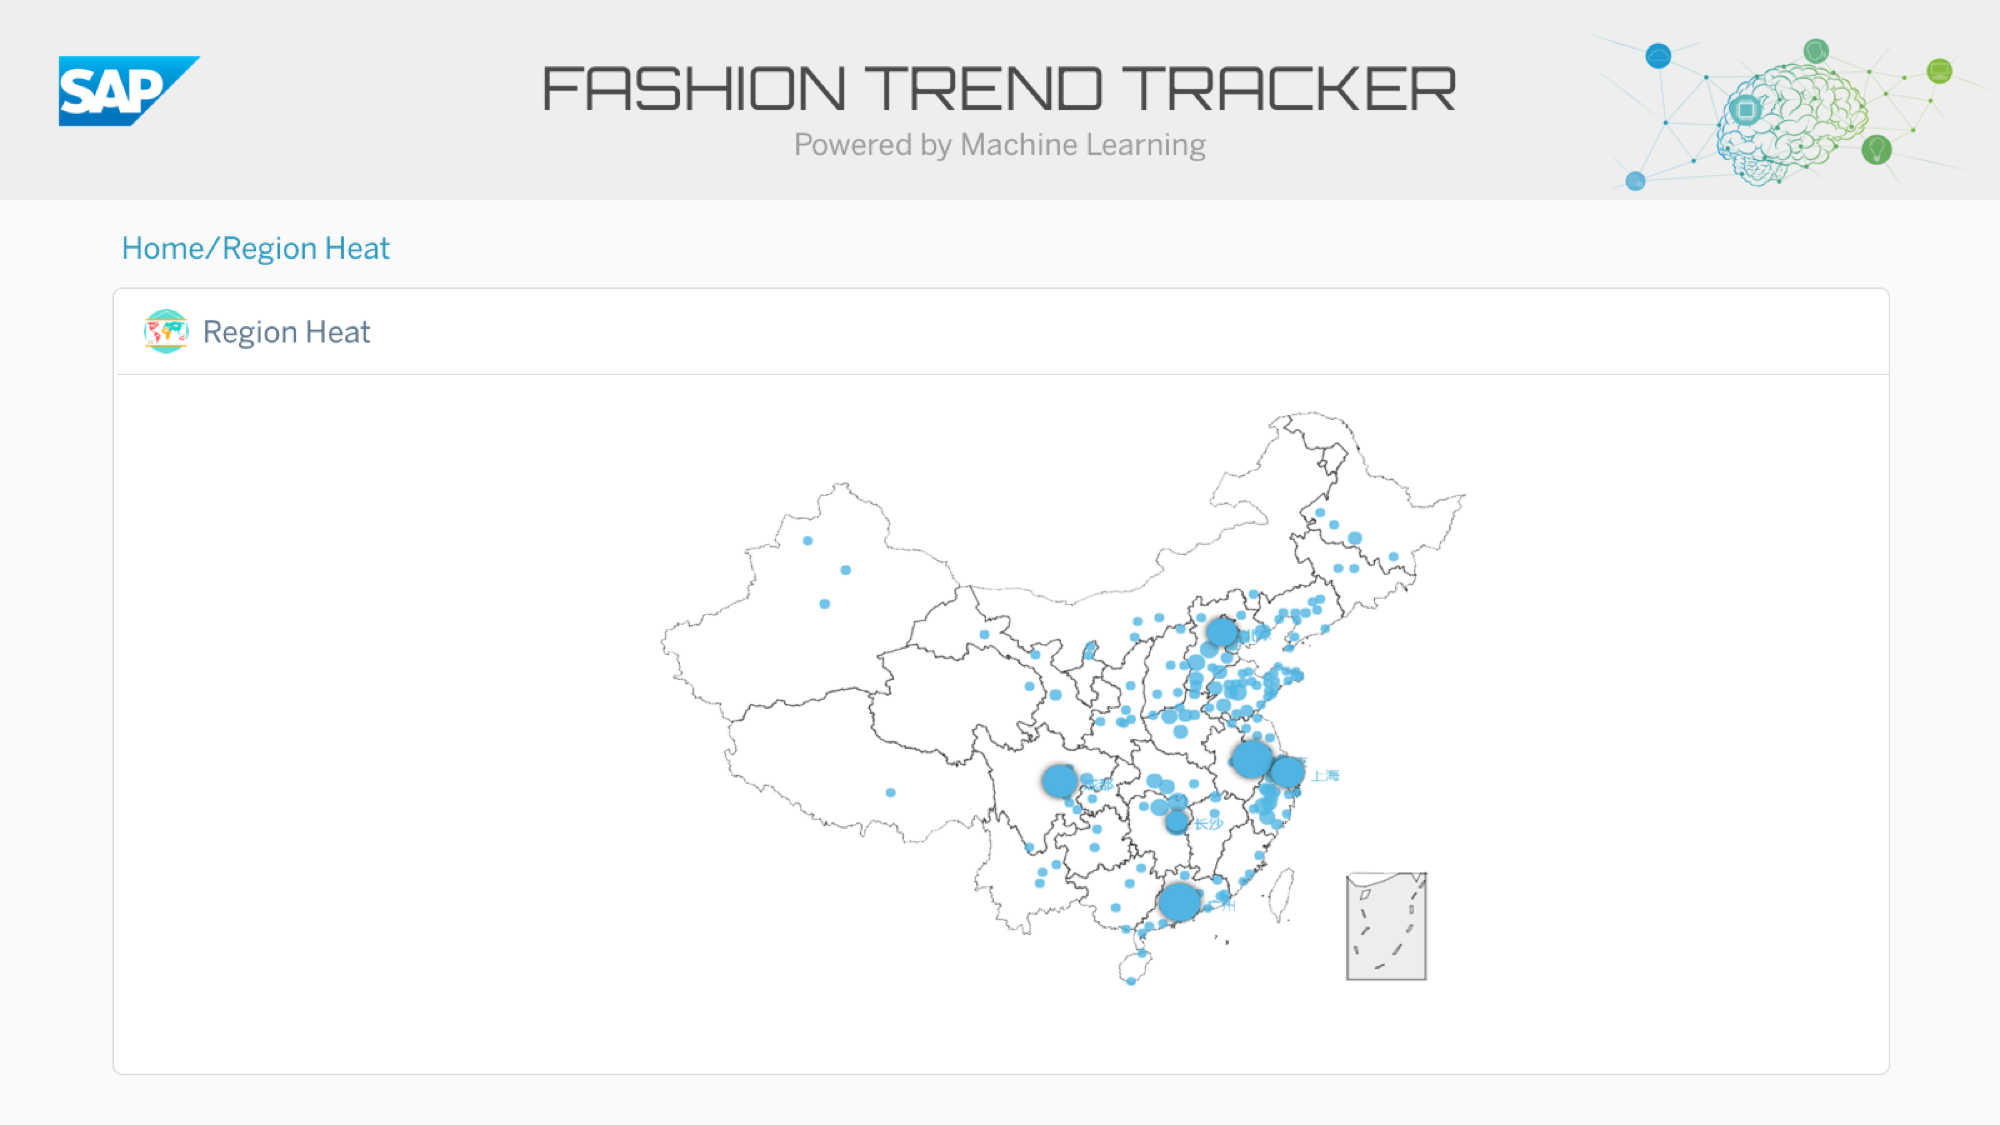 SAP
FASHION TREND TRACKER
Powered by Machine Learning
Home/Region Heat
Region Heat
北京
上海
成都
长沙
广州